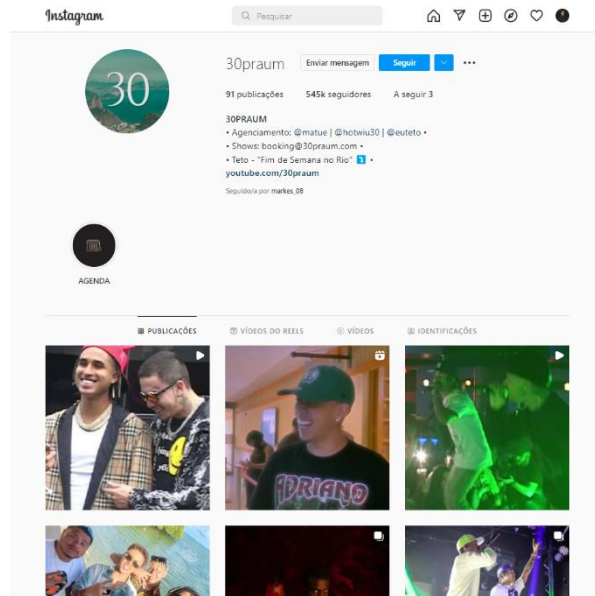 Instagram
Pesquisar
30
30praum Enviar mensagem Seguir
91 publicações 545k seguidores A seguir 3
30PRAUM
• Agenciamento: @matue | @hotwiu30 | @euteto •
• Shows: booking@30praum.com •
• Teto - "Fim de Semana no Rio" •
youtube.com/30praum
Seguido/a por markes_08
AGENDA
PUBLICAÇÕES VÍDEOS DO REELS VÍDEOS IDENTIFICAÇÕES
ADRIANO